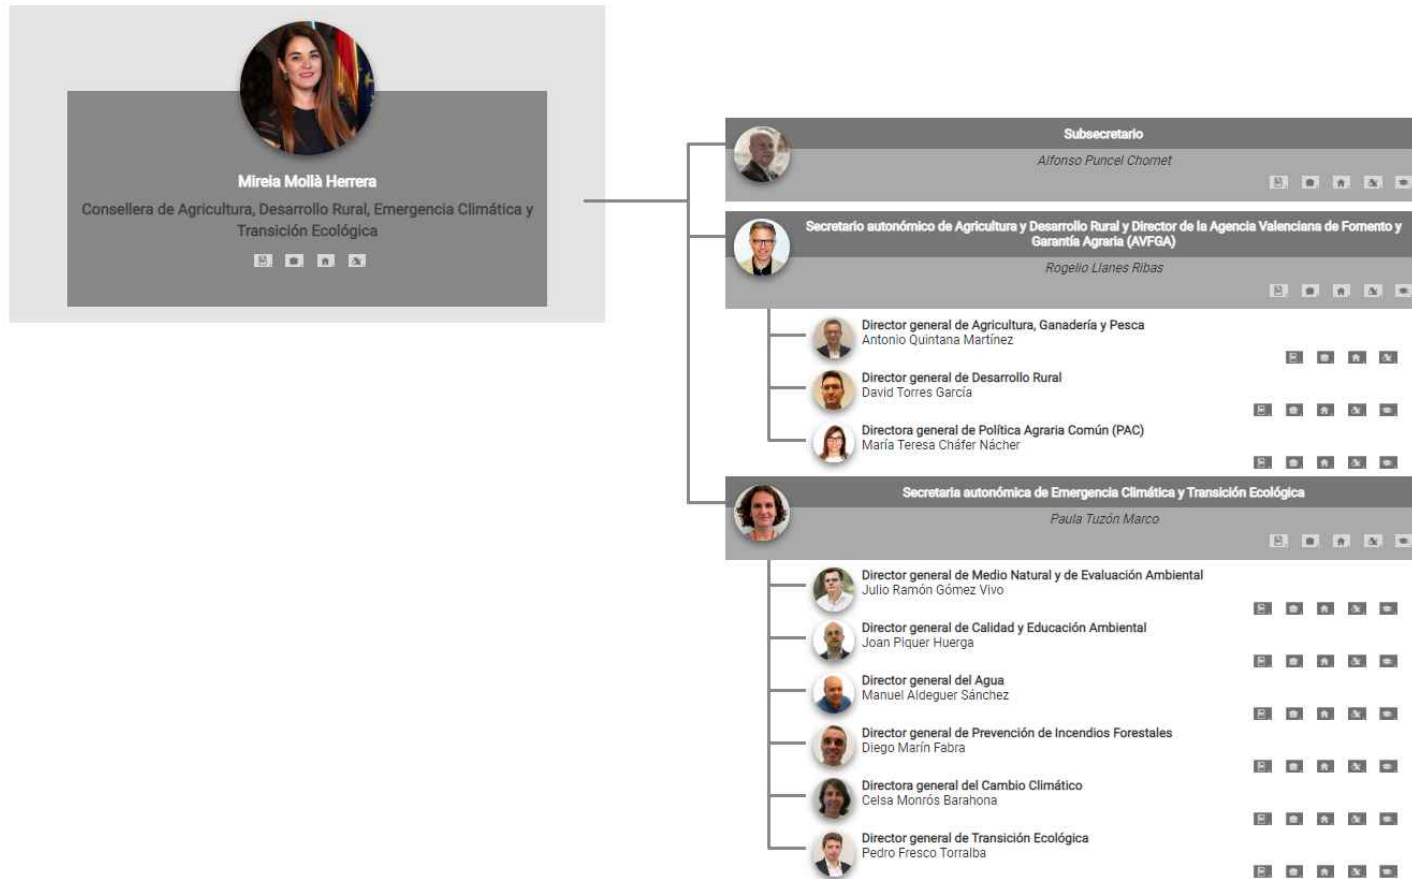 Mireia Mollà Herrera
Consellera de Agricultura, Desarrollo Rural, Emergencia Climática y
Transición Ecológica
Subsecretario
Alfonso Puncel Chornet
Secretario autonómico de Agricultura y Desarrollo Rural y Director de la Agencia Valenciana de Fomento y
Garantía Agraria (AVFGA)
Rogelio Llanes Ribas
Director general de Agricultura, Ganadería y Pesca
Antonio Quintana Martínez
Director general de Desarrollo Rural
David Torres García
Directora general de Política Agraria Común (PAC)
María Teresa Cháfer Nácher
Secretaria autonómica de Emergencia Climática y Transición Ecológica
Paula Tuzón Marco
Director general de Medio Natural y de Evaluación Ambiental
Julio Ramón Gómez Vivo
Director general de Calidad y Educación Ambiental
Joan Piquer Huerga
Director general del Agua
Manuel Aldeguer Sánchez
Director general de Prevención de Incendios Forestales
Diego Marín Fabra
Directora general del Cambio Climático
Celsa Monrós Barahona
Director general de Transición Ecológica
Pedro Fresco Torralba